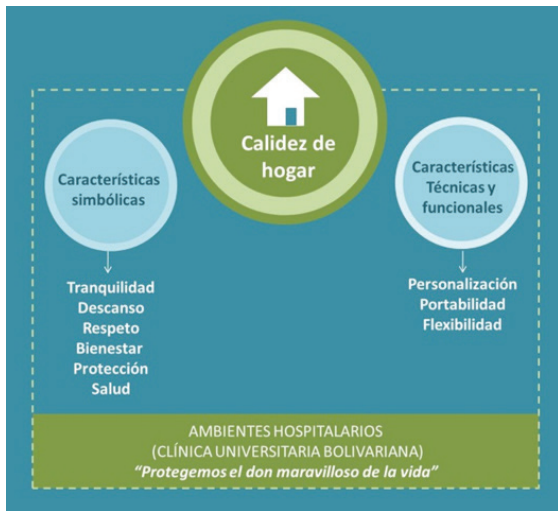 Calidez de
hogar
Características
simbólicas
Tranquilidad
Descanso
Respeto
Bienestar
Protección
Salud
Características
Técnicas y
funcionales
Personalización
Portabilidad
Flexibilidad
AMBIENTES HOSPITALARIOS
(CLÍNICA UNIVERSITARIA BOLIVARIANA)
“Protegemos el don maravilloso de la vida”